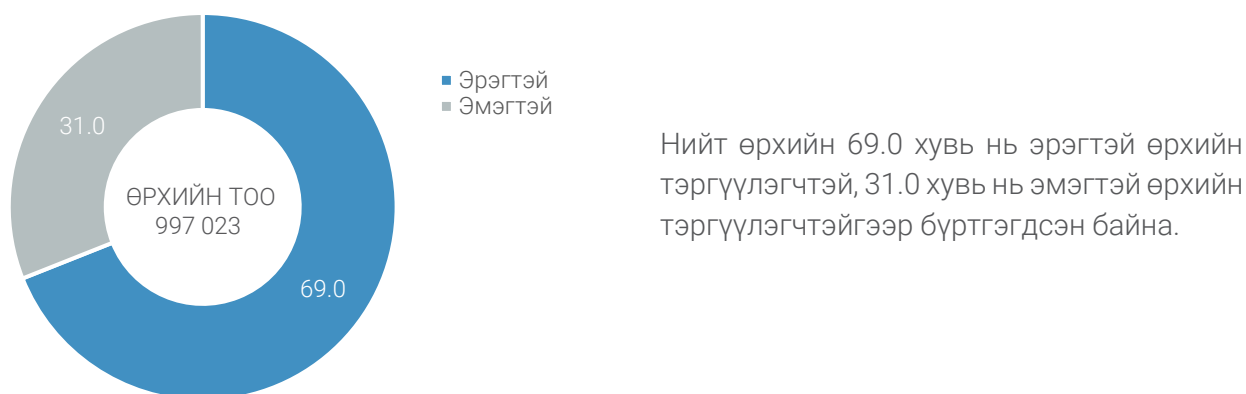 Эрэгтэй
Эмэгтэй
31.0
ӨРХИЙН ТОО
997 023
69.0
Нийт өрхийн 69.0 хувь нь эрэгтэй өрхийн
тэргүүлэгчтэй, 31.0 хувь нь эмэгтэй өрхийн
тэргүүлэгчтэйгээр бүртгэгдсэн байна.